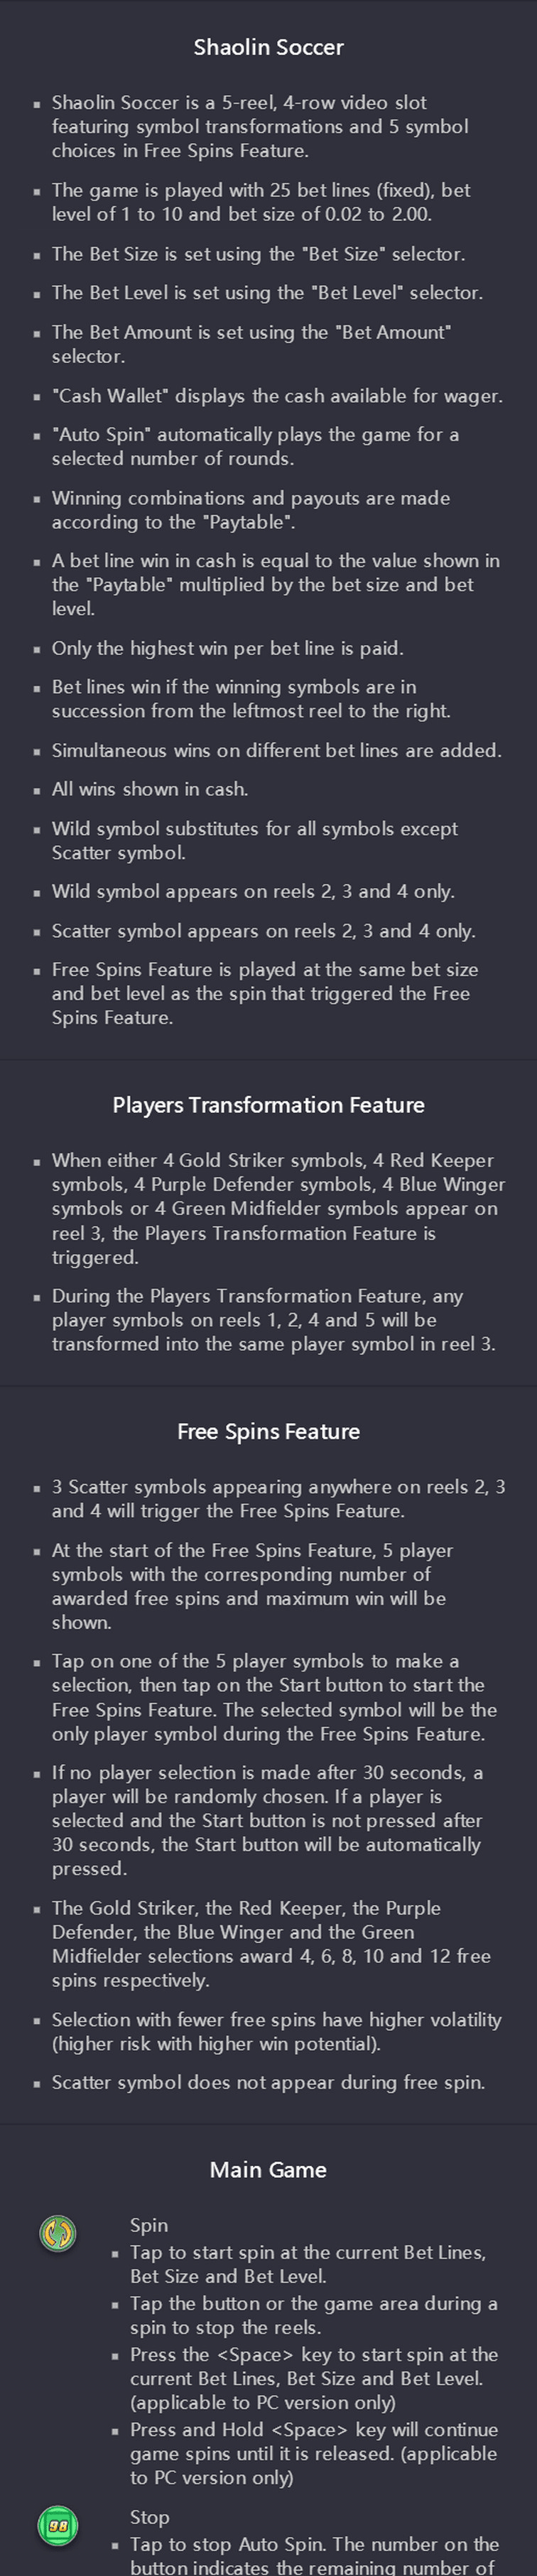 Shaolin Soccer
Shaolin Soccer is a 5-reel, 4-row video slot
featuring symbol transformations and 5 symbol
choices in Free Spins Feature.
The game is played with 25 bet lines (fixed), bet
level of 1 to 10 and bet size of 0.02 to 2.00.
The Bet Size is set using the "Bet Size" selector.
The Bet Level is set using the "Bet Level" selector.
The Bet Amount is set using the "Bet Amount"
selector.
"Cash Wallet" displays the cash available for wager.
"Auto Spin" automatically plays the game for a
selected number of rounds.
Winning combinations and payouts are made
according to the "Paytable".
A bet line win in cash is equal to the value shown in
the "Paytable" multiplied by the bet size and bet
level.
Only the highest win per bet line is paid.
Bet lines win if the winning symbols are in
succession from the leftmost reel to the right.
Simultaneous wins on different bet lines are added.
All wins shown in cash.
Wild symbol substitutes for all symbols except
Scatter symbol.
Wild symbol appears on reels 2, 3 and 4 only.
Scatter symbol appears on reels 2, 3 and 4 only.
Free Spins Feature is played at the same bet size
and bet level as the spin that triggered the Free
Spins Feature.
Players Transformation Feature
When either 4 Gold Striker symbols, 4 Red Keeper
symbols, 4 Purple Defender symbols, 4 Blue Winger
symbols or 4 Green Midfielder symbols appear on
reel 3, the Players Transformation Feature is
triggered.
During the Players Transformation Feature, any
player symbols on reels 1, 2, 4 and 5 will be
transformed into the same player symbol in reel 3.
Free Spins Feature
3 Scatter symbols appearing anywhere on reels 2, 3
and 4 will trigger the Free Spins Feature.
At the start of the Free Spins Feature, 5 player
symbols with the corresponding number of
awarded free spins and maximum win will be
shown.
Tap on one of the 5 player symbols to make a
selection, then tap on the Start button to start the
Free Spins Feature. The selected symbol will be the
only player symbol during the Free Spins Feature.
If no player selection is made after 30 seconds, a
player will be randomly chosen. If a player is
selected and the Start button is not pressed after
30 seconds, the Start button will be automatically
pressed.
The Gold Striker, the Red Keeper, the Purple
Defender, the Blue Winger and the Green
Midfielder selections award 4, 6, 8, 10 and 12 free
spins respectively.
Selection with fewer free spins have higher volatility
(higher risk with higher win potential).
Scatter symbol does not appear during free spin.
Main Game
Spin
Tap to start spin at the current Bet Lines,
Bet Size and Bet Level.
Tap the button or the game area during a
spin to stop the reels.
Press the <Space> key to start spin at the
current Bet Lines, Bet Size and Bet Level.
(applicable to PC version only)
Press and Hold <Space> key will continue
game spins until it is released. (applicable
to PC version only)
98
Stop
Tap to stop Auto Spin. The number on the
button indicates the remaining number of